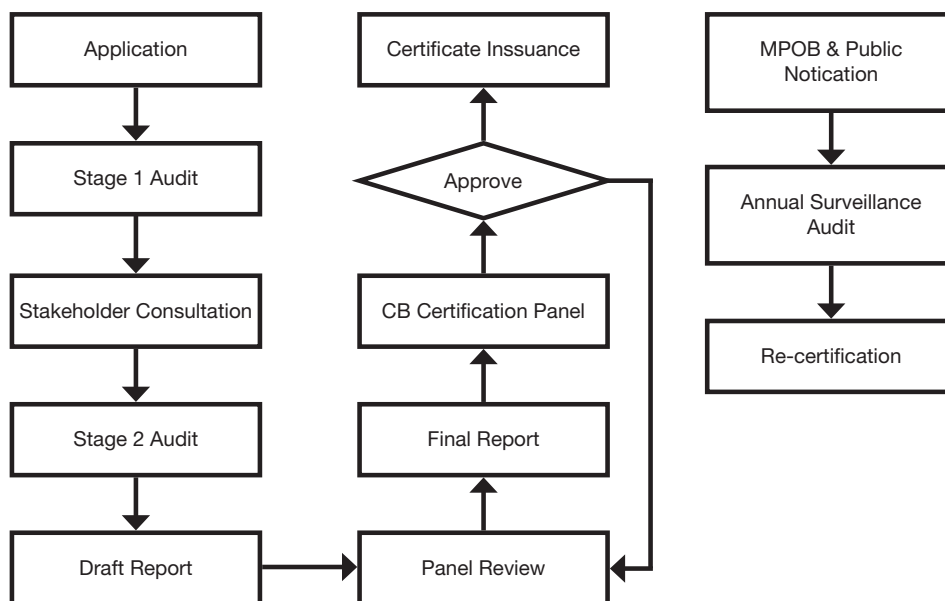 Application
Stage 1 Audit
Stakeholder Consultation
Stage 2 Audit
Draft Report
Certificate Inssuance
Approve
CB Certification Panel
Final Report
Panel Review
MPOB & Public
Notication
Annual Surveillance
Audit
Re-certification